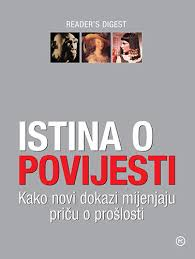 READER'S DIGEST
ISTINA O
POVIJESTI
Kako novi dokazi mijenjaju
priču o prošlosti